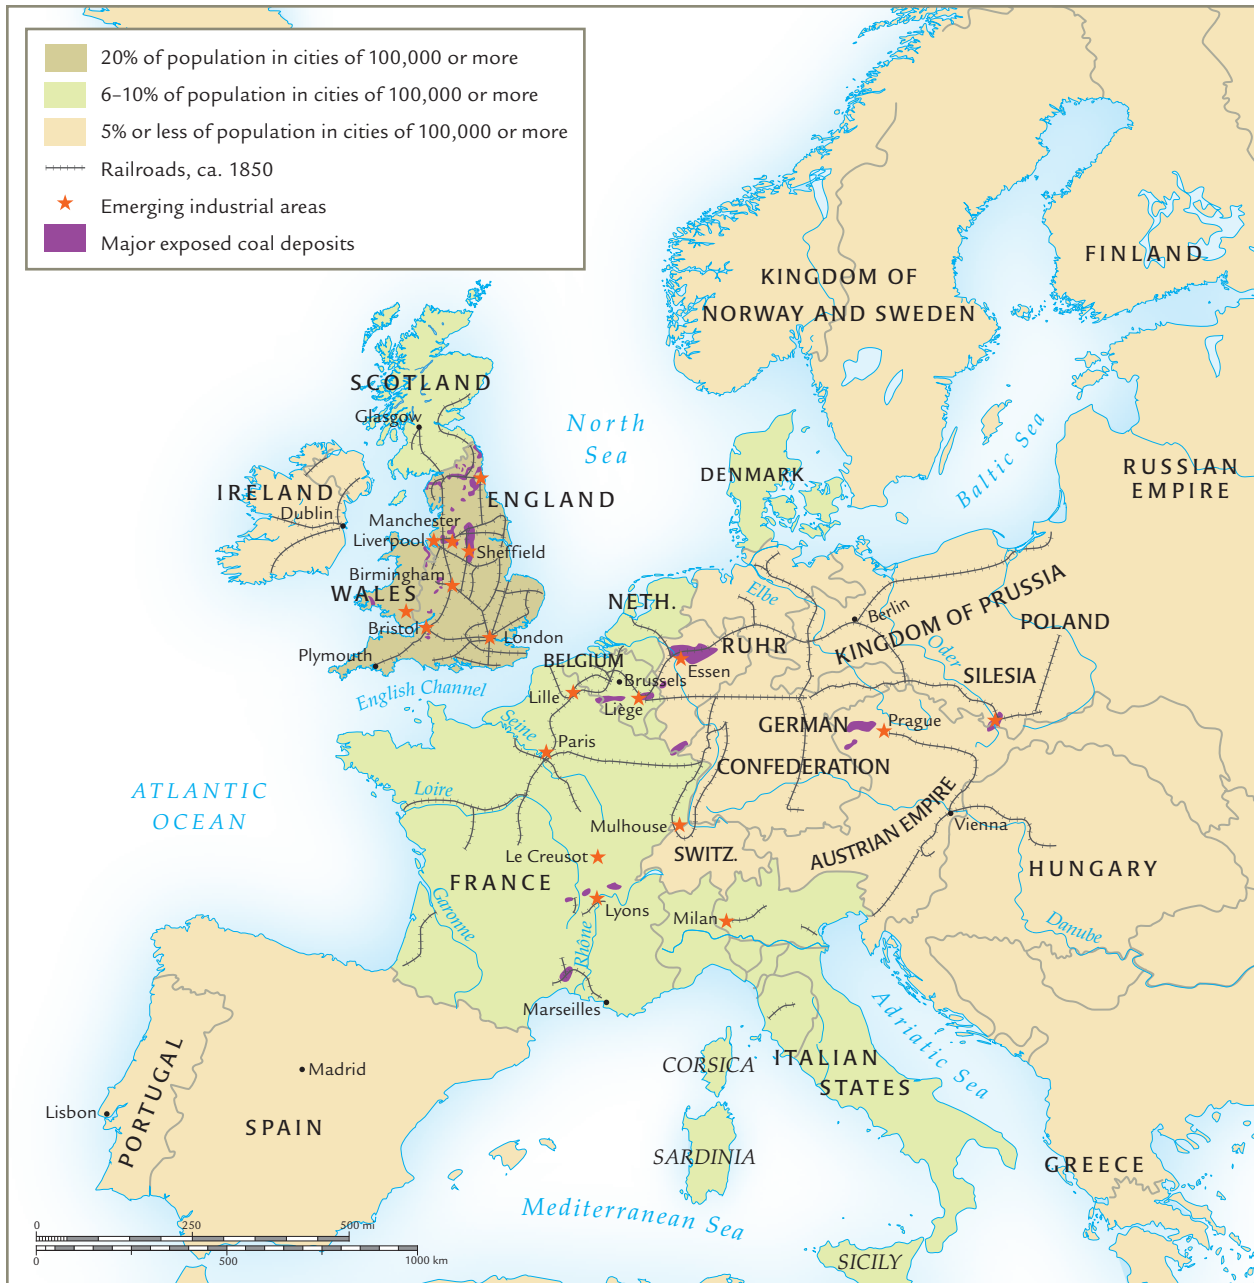 20% of population in cities of 100,000 or more
6–10% of population in cities of 100,000 or more
5% or less of population in cities of 100,000 or more
Railroads, ca. 1850
Emerging industrial areas
Major exposed coal deposits
FINLAND
KINGDOM OF
NORWAY AND SWEDEN
SCOTLAND
Glasgow
North
Sea
Baltic Sea
DENMARK
RUSSIAN
EMPIRE
IRELAND
Dublin
ENGLAND
Manchester
Liverpool
Sheffield
Birmingham
WALES
Bristol
London
Plymouth
English Channel
NETH.
Elbe
Berlin
KINGDOM OF PRUSSIA
POLAND
RUHR
Essen
Oder
SILESIA
BELGIUM
Brussels
Lille
Liège
GERMAN
CONFEDERATION
Prague
Seine
Paris
ATLANTIC
OCEAN
Loire
Mulhouse
SWITZ.
AUSTRIAN EMPIRE
Vienna
HUNGARY
Le Creusot
FRANCE
Lyons
Milan
Garonne
Rhône
Danube
Marseilles
Adriatic Sea
CORSICA
ITALIAN
STATES
PORTUGAL
Madrid
Lisbon
SPAIN
SARDINIA
GREECE
Mediterranean Sea
SICILY
0 250 500 mi
0 500 1000 km